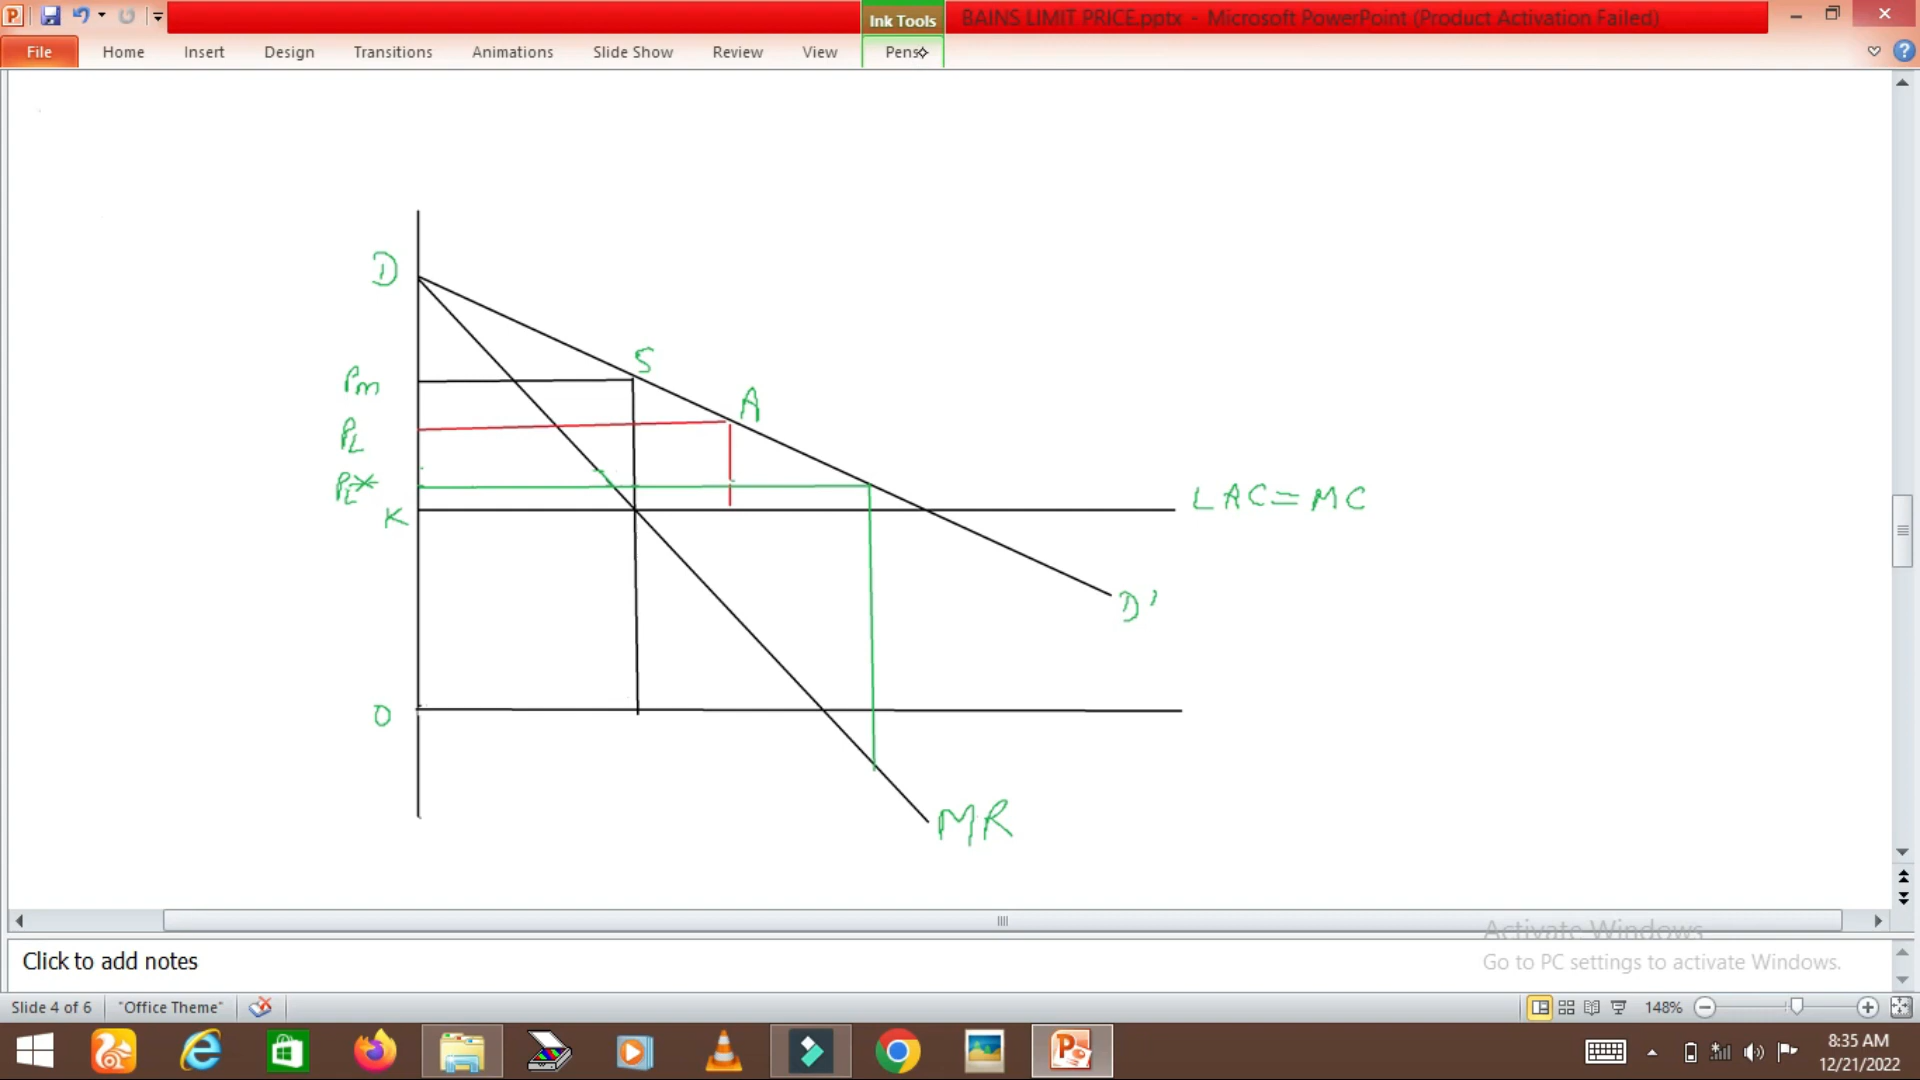 Ink Tools
BAINS LIMIT PRICE.pptx - Microsoft PowerPoint (Product Activation Failed)
File Home Insert Design Transitions Animations Slide Show Review View Pens
D
S
Pm
A
PL
PL*
K
LAC=MC
D'
O
MR
Activate Windows
Click to add notes
Go to PC settings to activate Windows.
Slide 4 of 6 "Office Theme" 148%
8:35 AM
12/21/2022